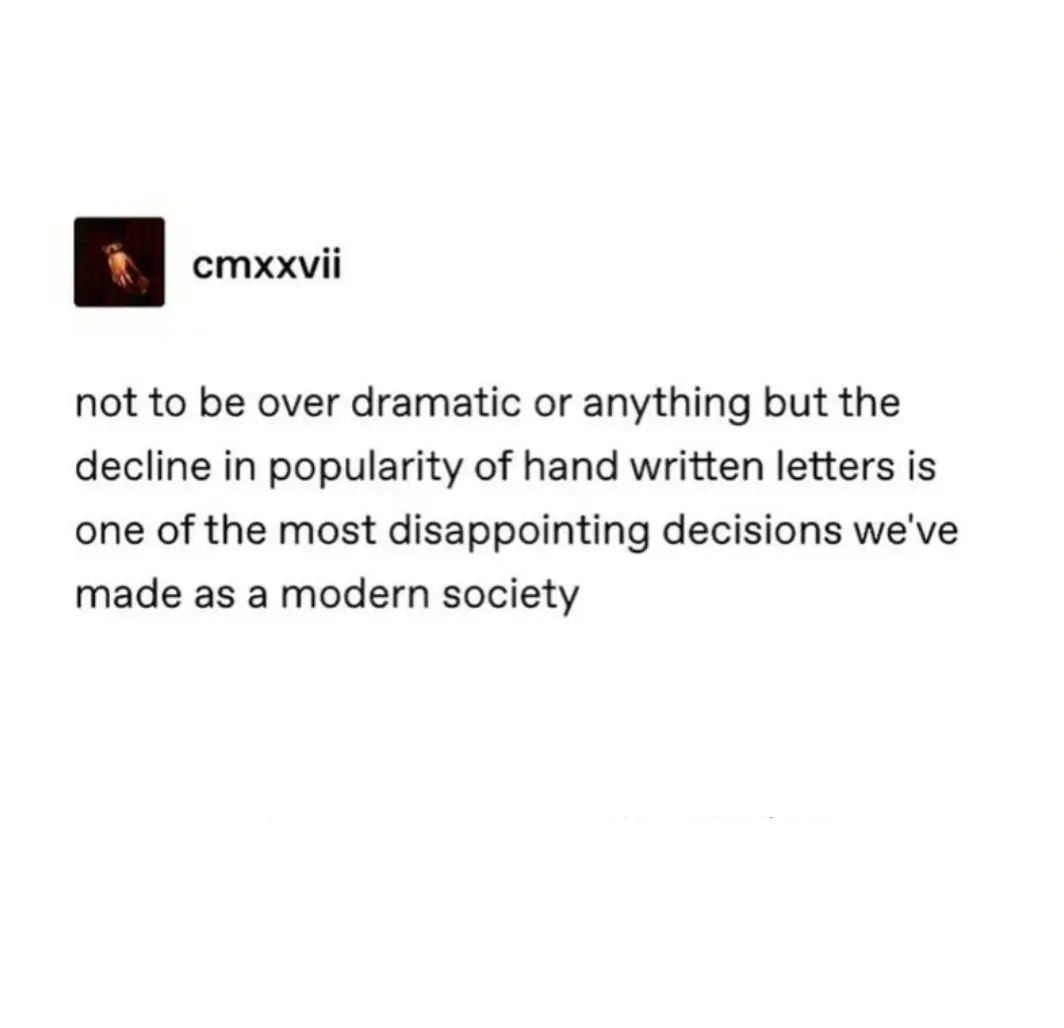 cmxxvii
not to be over dramatic or anything but the
decline in popularity of hand written letters is
one of the most disappointing decisions we've
made as a modern society